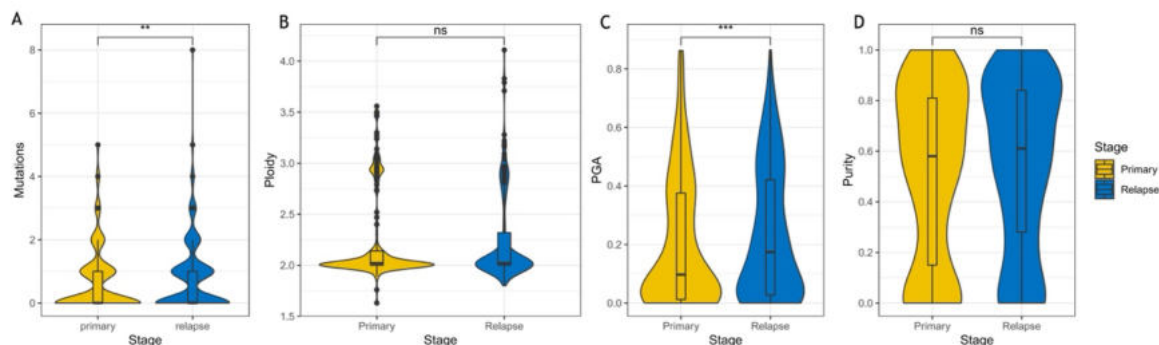 A
**
Mutations
8
6
4
2
0
primary
relapse
Stage
B
ns
Ploidy
4.0
3.5
3.0
2.5
2.0
1.5
Primary
Relapse
Stage
C
***
PGA
0.8
0.6
0.4
0.2
0.0
Primary
Relapse
Stage
D
ns
Purity
1.0
0.8
0.6
0.4
0.2
0.0
Primary
Relapse
Stage
Stage
Primary
Relapse